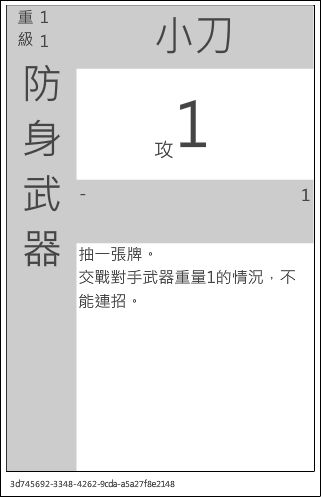 重 1
級 1
小刀
防身武器
攻1
- 1
抽一張牌。
交戰對手武器重量1的情況，不
能連招。
3d745692-3348-4262-9cda-a5a27f8e2148